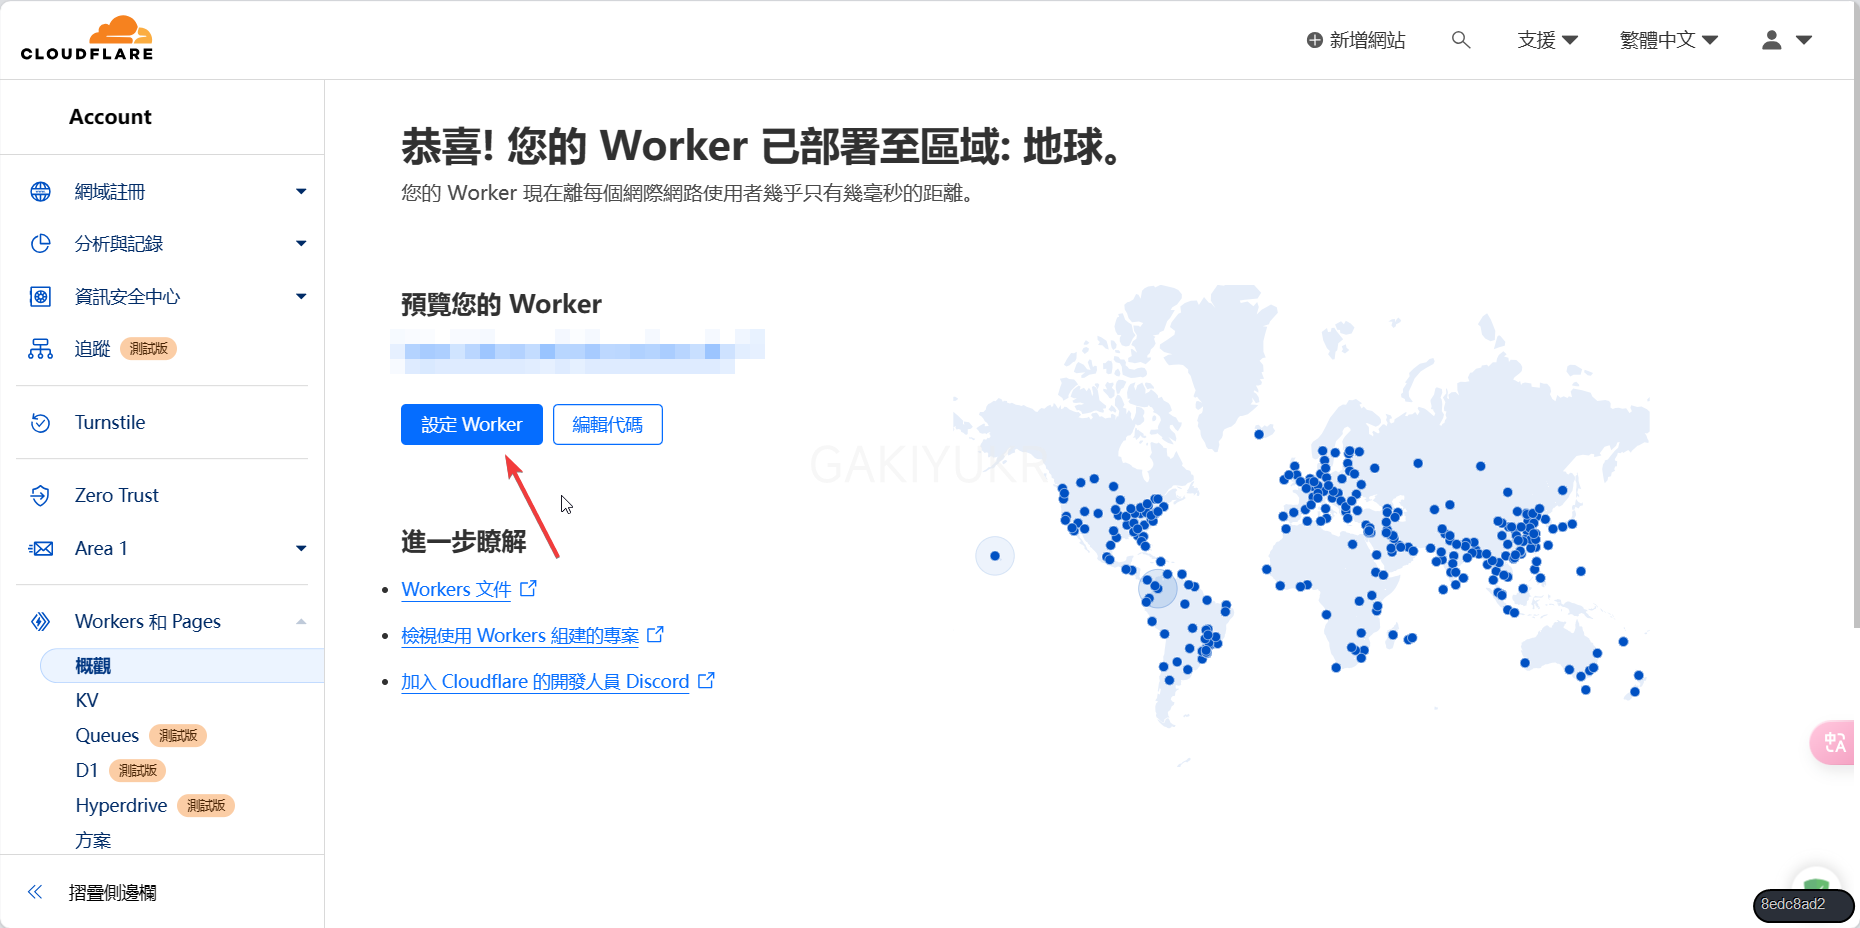 CLOUDFLARE
新增網站
支援
繁體中文
Account
網域註冊
分析與記錄
資訊安全中心
追蹤 測試版
Turnstile
Zero Trust
Area 1
Workers 和 Pages
概觀
KV
Queues 測試版
D1 測試版
Hyperdrive 測試版
方案
摺疊側邊欄
恭喜! 您的 Worker 已部署至區域: 地球。
您的 Worker 現在離每個網際網路使用者幾乎只有幾毫秒的距離。
預覽您的 Worker
設定 Worker
編輯代碼
進一步瞭解
Workers 文件
檢視使用 Workers 組建的專案
加入 Cloudflare 的開發人員 Discord
GAKIYUKR
中A
8edc8ad2